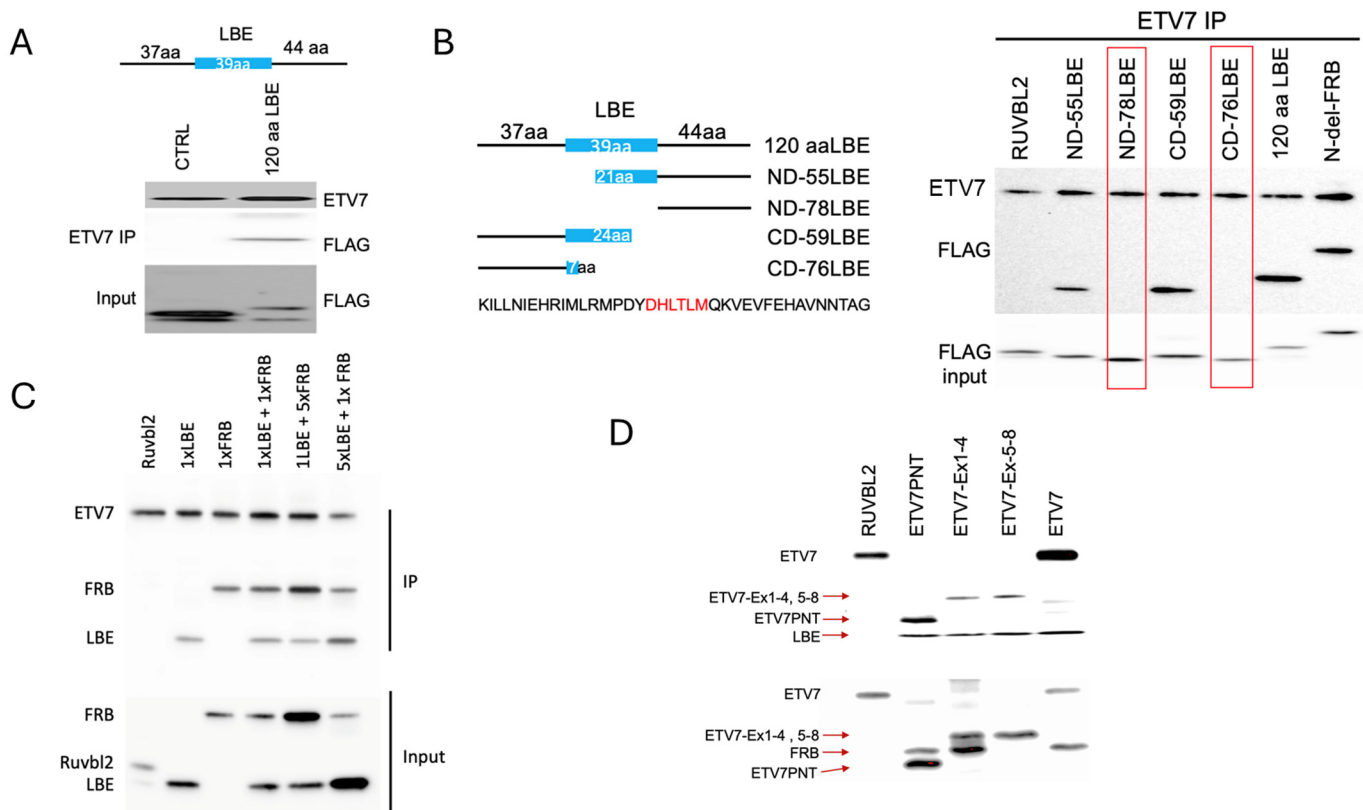 A
LBE
37aa
44 aa
39aa
CTRL
120 aa LBE
ETV7
ETV7 IP
FLAG
Input
FLAG
B
LBE
37aa
44aa
39aa
120 aaLBE
21aa
ND-55LBE
ND-78LBE
24aa
CD-59LBE
7aa
CD-76LBE
KILLNIEHRIMLRMPDYDHLTLMQKVEVFEHAVNNTAG
ETV7 IP
RUVBL2
ND-55LBE
ND-78LBE
CD-59LBE
CD-76LBE
120 aa LBE
N-del-FRB
ETV7
FLAG
FLAG
input
C
Ruvbl2
1xLBE
1xFRB
1xLBE + 1xFRB
1LBE + 5xFRB
5xLBE + 1x FRB
ETV7
FRB
LBE
IP
FRB
Ruvbl2
LBE
Input
D
RUVBL2
ETV7PNT
ETV7-Ex1-4
ETV7-Ex-5-8
ETV7
ETV7
ETV7-Ex1-4, 5-8
ETV7PNT
LBE
ETV7
ETV7-Ex1-4 , 5-8
FRB
ETV7PNT